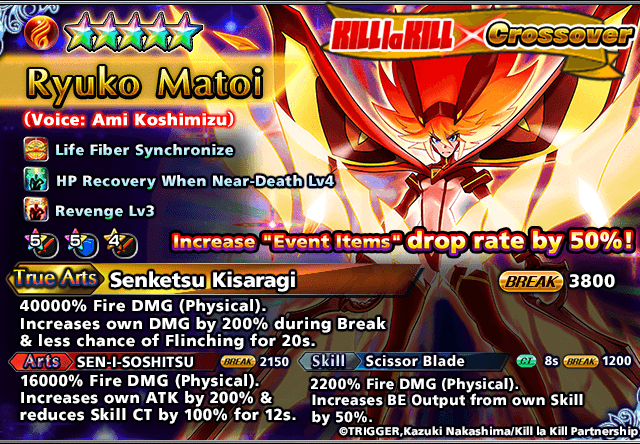 KILL la KILL × Crossover
Ryuko Matoi
(Voice: Ami Koshimizu)
Life Fiber Synchronize
HP Recovery When Near-Death Lv4
Revenge Lv3
5 5 4
Increase "Event Items" drop rate by 50%!
True Arts Senketsu Kisaragi BREAK 3800
40000% Fire DMG (Physical).
Increases own DMG by 200% during Break
& less chance of Flinching for 20s.
Arts SEN-I-SOSHITSU BREAK 2150
16000% Fire DMG (Physical).
Increases own ATK by 200% &
reduces Skill CT by 100% for 12s.
Skill Scissor Blade CT 8s BREAK 1200
2200% Fire DMG (Physical).
Increases BE Output from own Skill
by 50%.
©TRIGGER,Kazuki Nakashima/Kill la Kill Partnership